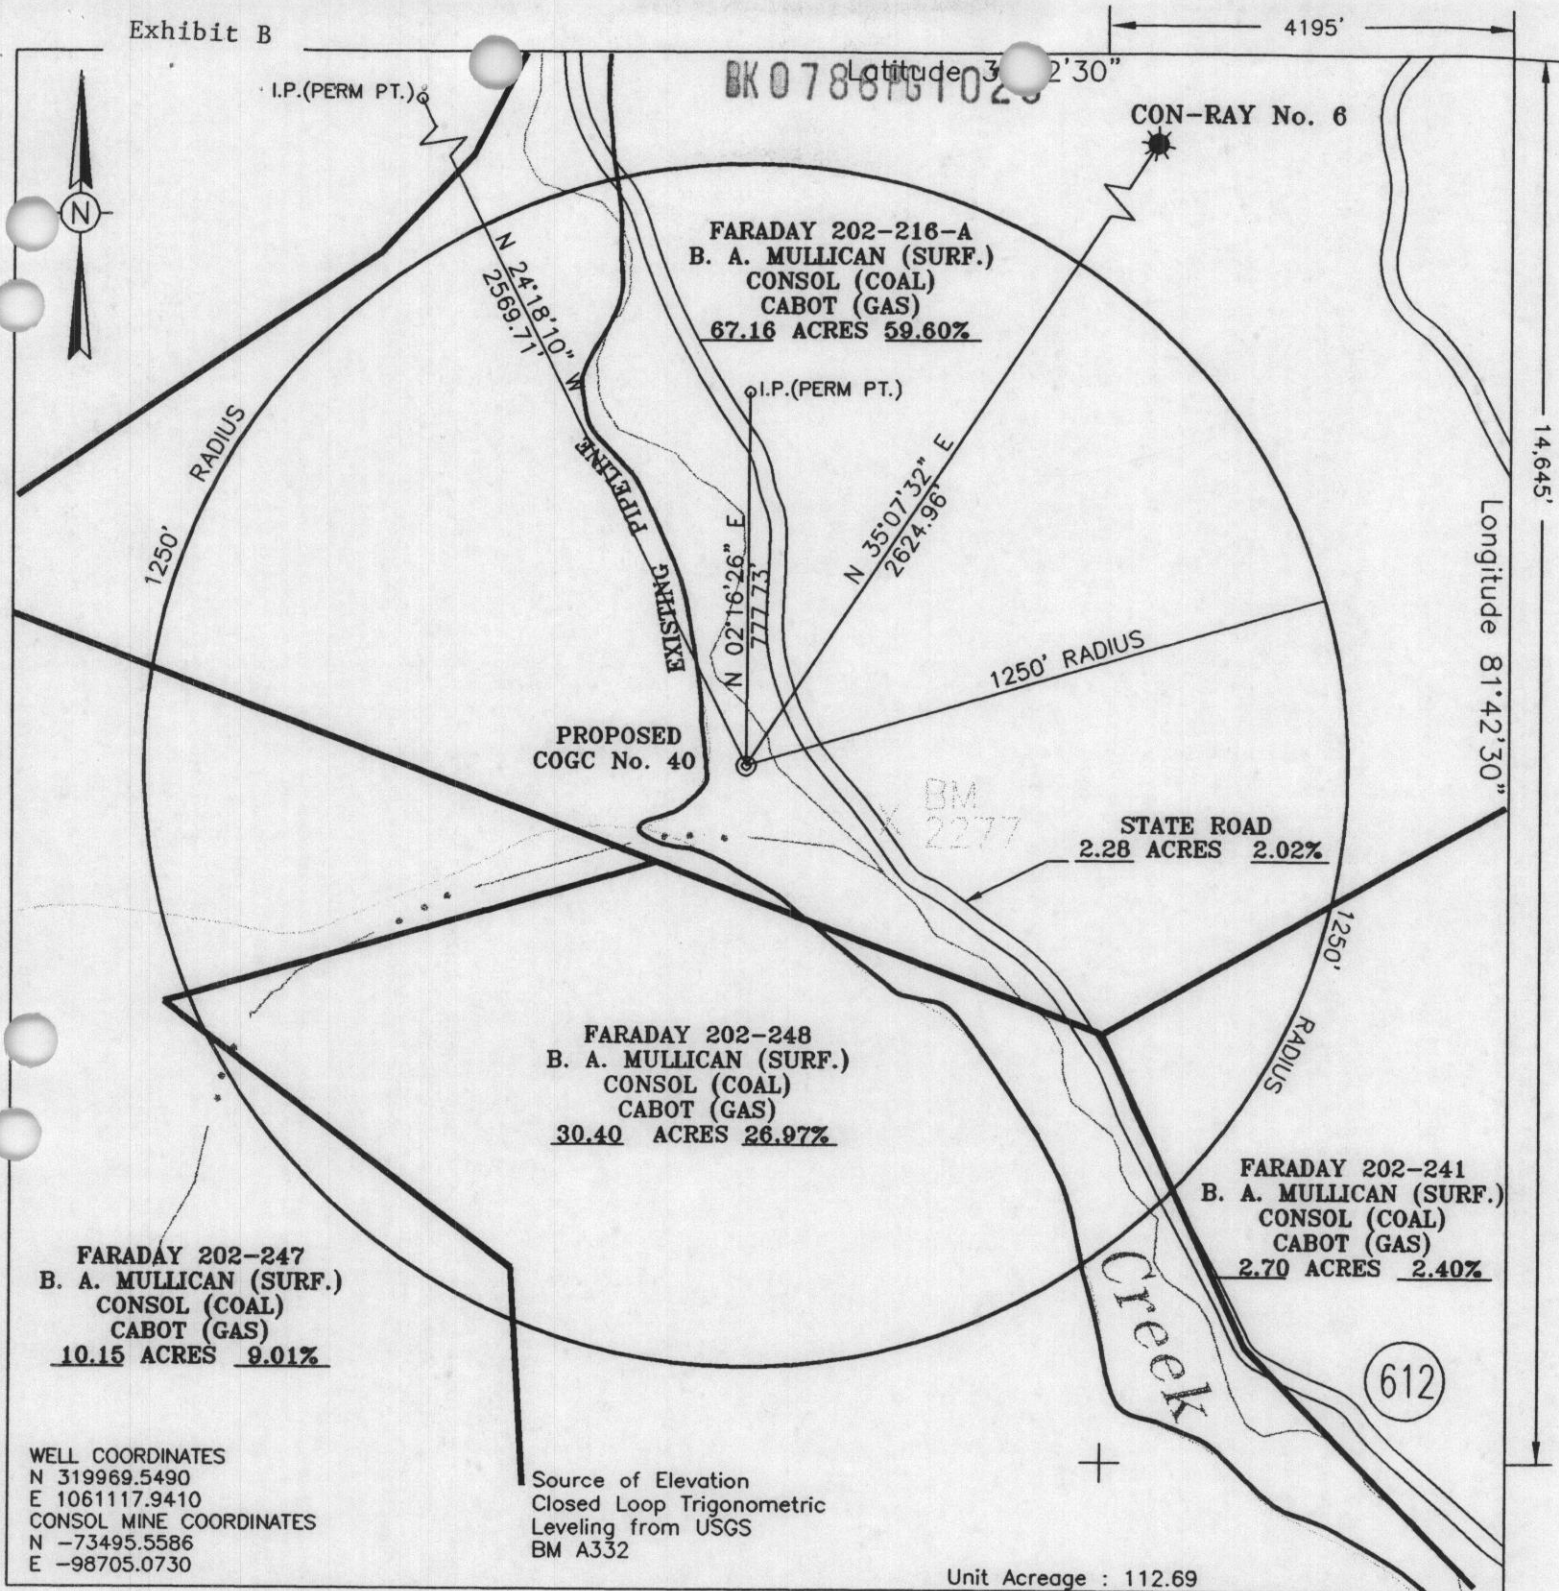 Exhibit B
4195'
Latitude 2'30"
BK0786PG102
I.P.(PERM PT.)
CON-RAY No. 6
N
FARADAY 202-216-A
B. A. MULLICAN (SURF.)
CONSOL (COAL)
CABOT (GAS)
67.16 ACRES 59.60%
N 24°18'10" W
2569.71'
I.P.(PERM PT.)
RADIUS
1250'
EXISTING PIPELINE
N 02°16'26" E
777.73'
N 35°07'32" E
2624.96'
14,645'
Longitude 81°42'30"
1250' RADIUS
PROPOSED
COGC No. 40
BM
X 2277
STATE ROAD
2.28 ACRES 2.02%
1250'
RADIUS
FARADAY 202-248
B. A. MULLICAN (SURF.)
CONSOL (COAL)
CABOT (GAS)
30.40 ACRES 26.97%
FARADAY 202-241
B. A. MULLICAN (SURF.)
CONSOL (COAL)
CABOT (GAS)
2.70 ACRES 2.40%
FARADAY 202-247
B. A. MULLICAN (SURF.)
CONSOL (COAL)
CABOT (GAS)
10.15 ACRES 9.01%
Creek
612
WELL COORDINATES
N 319969.5490
E 1061117.9410
CONSOL MINE COORDINATES
N -73495.5586
E -98705.0730
Source of Elevation
Closed Loop Trigonometric
Leveling from USGS
BM A332
Unit Acreage : 112.69